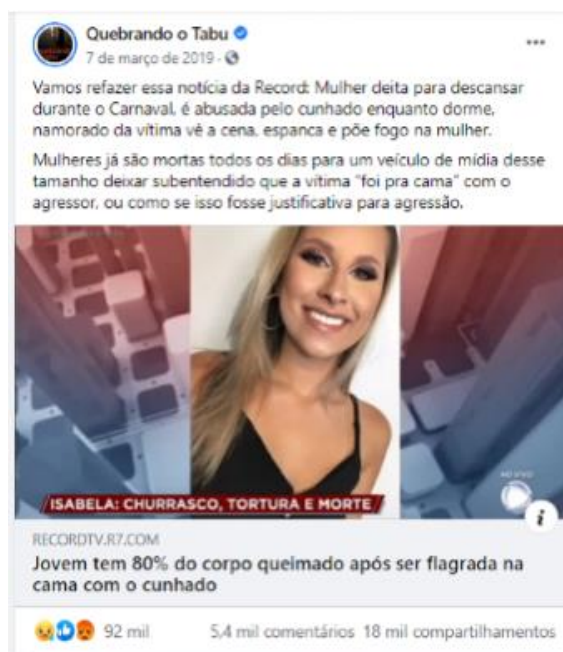 Quebrando o Tabu
7 de março de 2019 ·
Vamos refazer essa notícia da Record: Mulher deita para descansar
durante o Carnaval, é abusada pelo cunhado enquanto dorme,
namorado da vítima vê a cena, espanca e põe fogo na mulher.
Mulheres já são mortas todos os dias para um veículo de mídia desse
tamanho deixar subentendido que a vítima "foi pra cama" com o
agressor, ou como se isso fosse justificativa para agressão.
AO VIVO
ISABELA: CHURRASCO, TORTURA E MORTE
i
RECORDTV.R7.COM
Jovem tem 80% do corpo queimado após ser flagrada na
cama com o cunhado
92 mil 5,4 mil comentários 18 mil compartilhamentos